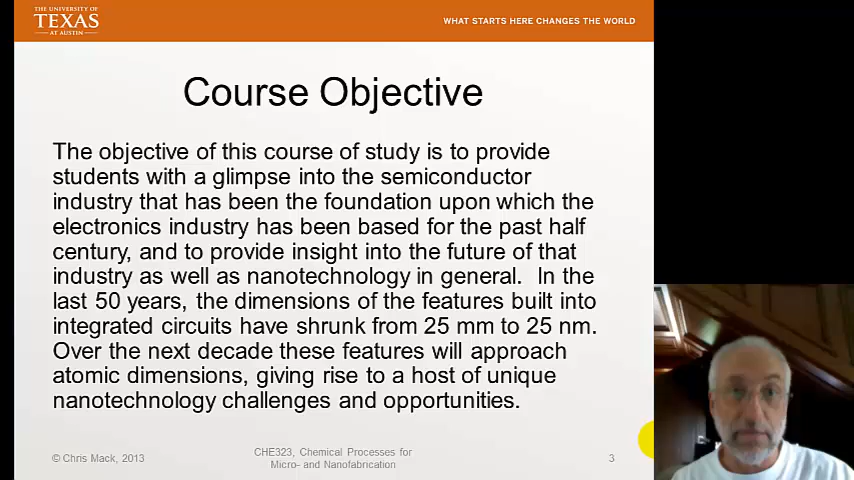 THE UNIVERSITY OF
TEXAS
AT AUSTIN
WHAT STARTS HERE CHANGES THE WORLD
Course Objective
The objective of this course of study is to provide
students with a glimpse into the semiconductor
industry that has been the foundation upon which the
electronics industry has been based for the past half
century, and to provide insight into the future of that
industry as well as nanotechnology in general.  In the
last 50 years, the dimensions of the features built into
integrated circuits have shrunk from 25 mm to 25 nm.
Over the next decade these features will approach
atomic dimensions, giving rise to a host of unique
nanotechnology challenges and opportunities.
© Chris Mack, 2013
CHE323, Chemical Processes for
Micro- and Nanofabrication
3